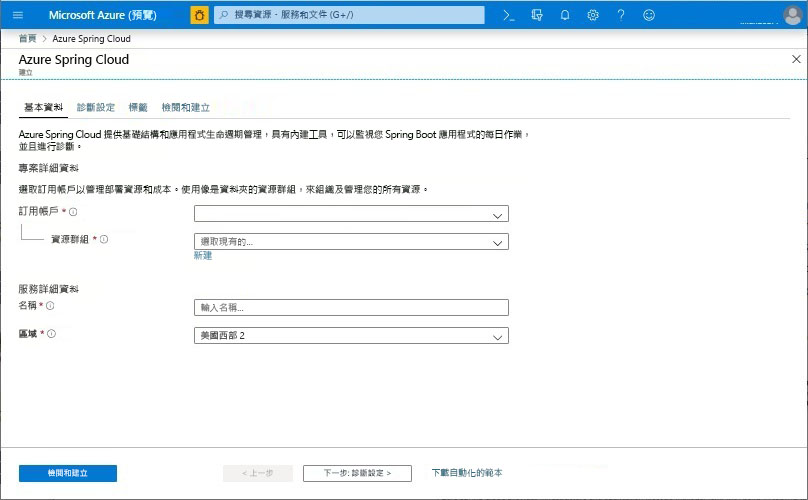 Microsoft Azure (預覽)
搜尋資源、服務和文件 (G+/)
首頁 > Azure Spring Cloud
Azure Spring Cloud
建立
基本資料 診斷設定 標籤 檢閱和建立
Azure Spring Cloud 提供基礎結構和應用程式生命週期管理，具有內建工具，可以監視您 Spring Boot 應用程式的每日作業，
並且進行診斷。
專案詳細資料
選取訂用帳戶以管理部署資源和成本。使用像是資料夾的資源群組，來組織及管理您的所有資源。
訂用帳戶 *
資源群組 * 選取現有的...
新建
服務詳細資料
名稱 * 輸入名稱...
區域 * 美國西部 2
檢閱和建立 < 上一步 下一步: 診斷設定 > 下載自動化的範本